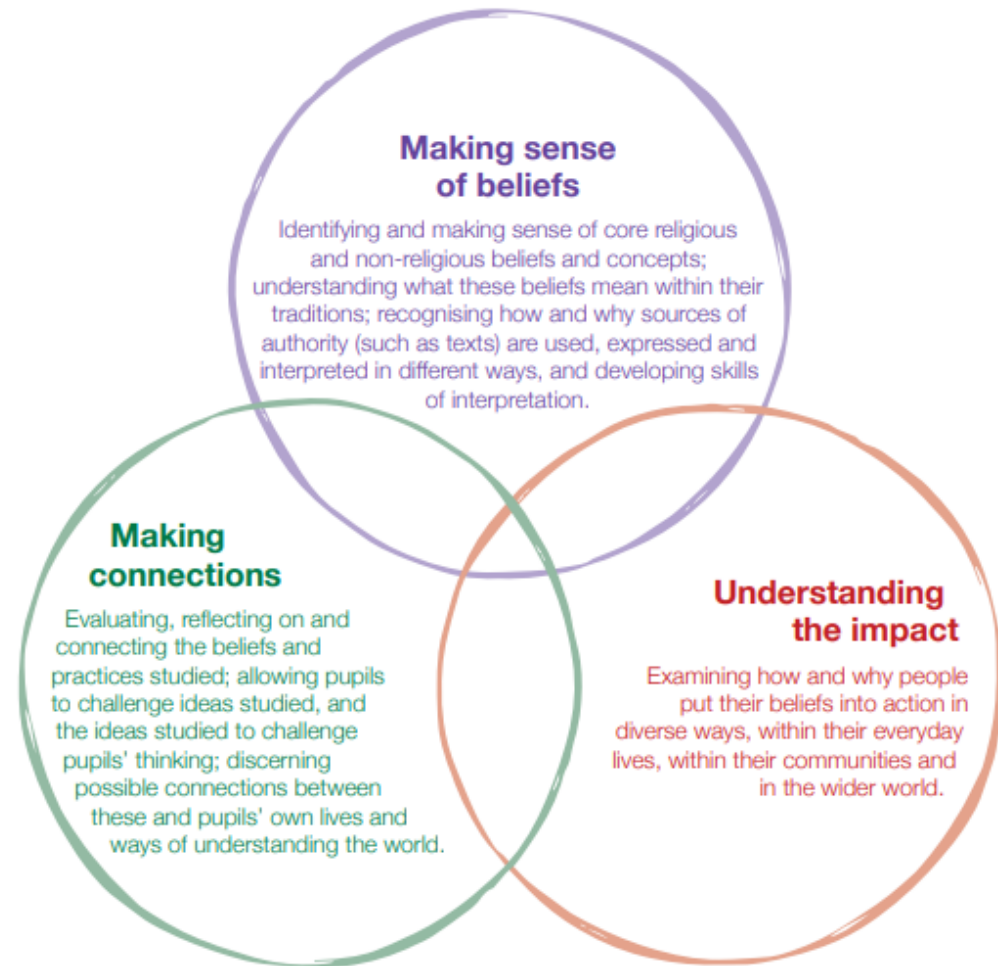 Making sense
of beliefs
Identifying and making sense of core religious
and non-religious beliefs and concepts;
understanding what these beliefs mean within their
traditions; recognising how and why sources of
authority (such as texts) are used, expressed and
interpreted in different ways, and developing skills
of interpretation.
Making
connections
Evaluating, reflecting on and
connecting the beliefs and
practices studied; allowing pupils
to challenge ideas studied, and
the ideas studied to challenge
pupils' thinking; discerning
possible connections between
these and pupils' own lives and
ways of understanding the world.
Understanding
the impact
Examining how and why people
put their beliefs into action in
diverse ways, within their everyday
lives, within their communities and
in the wider world.